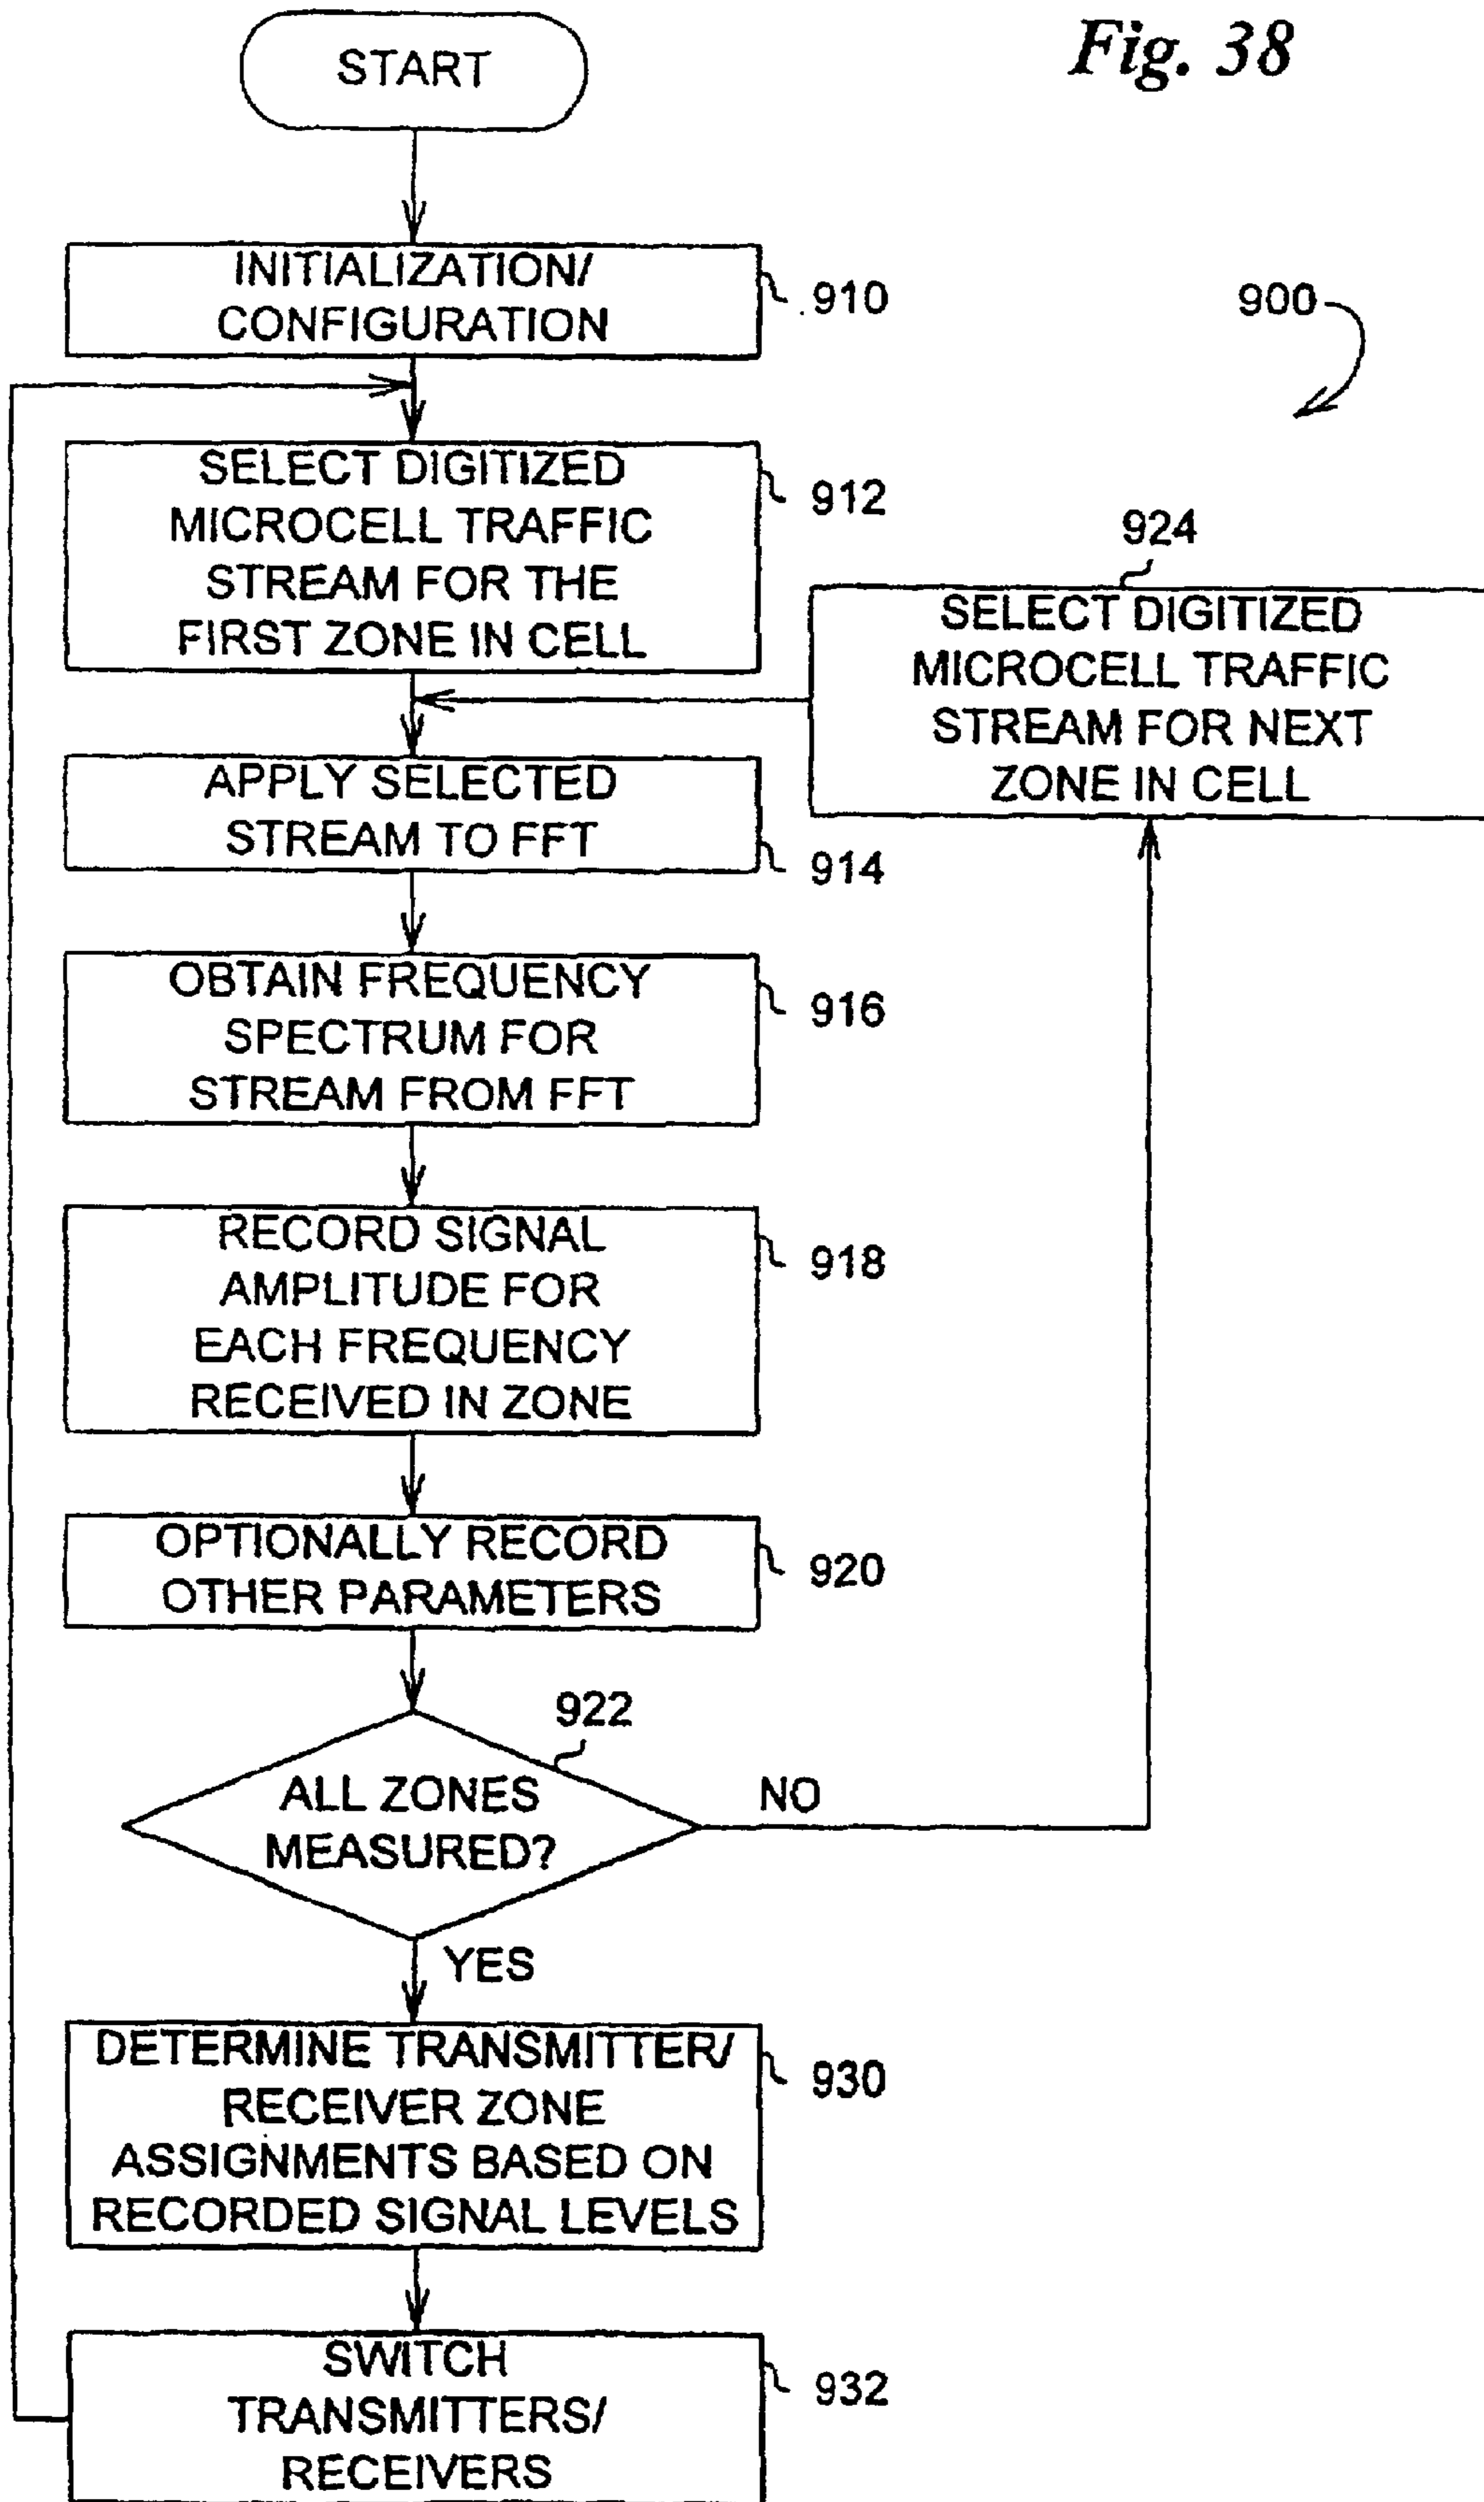 Fig. 38
START
INITIALIZATION/
CONFIGURATION
910
900
SELECT DIGITIZED
MICROCELL TRAFFIC
STREAM FOR THE
FIRST ZONE IN CELL
912
924
SELECT DIGITIZED
MICROCELL TRAFFIC
STREAM FOR NEXT
ZONE IN CELL
APPLY SELECTED
STREAM TO FFT
914
OBTAIN FREQUENCY
SPECTRUM FOR
STREAM FROM FFT
916
RECORD SIGNAL
AMPLITUDE FOR
EACH FREQUENCY
RECEIVED IN ZONE
918
OPTIONALLY RECORD
OTHER PARAMETERS
920
922
ALL ZONES
MEASURED?
NO
YES
DETERMINE TRANSMITTER/
RECEIVER ZONE
ASSIGNMENTS BASED ON
RECORDED SIGNAL LEVELS
930
SWITCH
TRANSMITTERS/
RECEIVERS
932